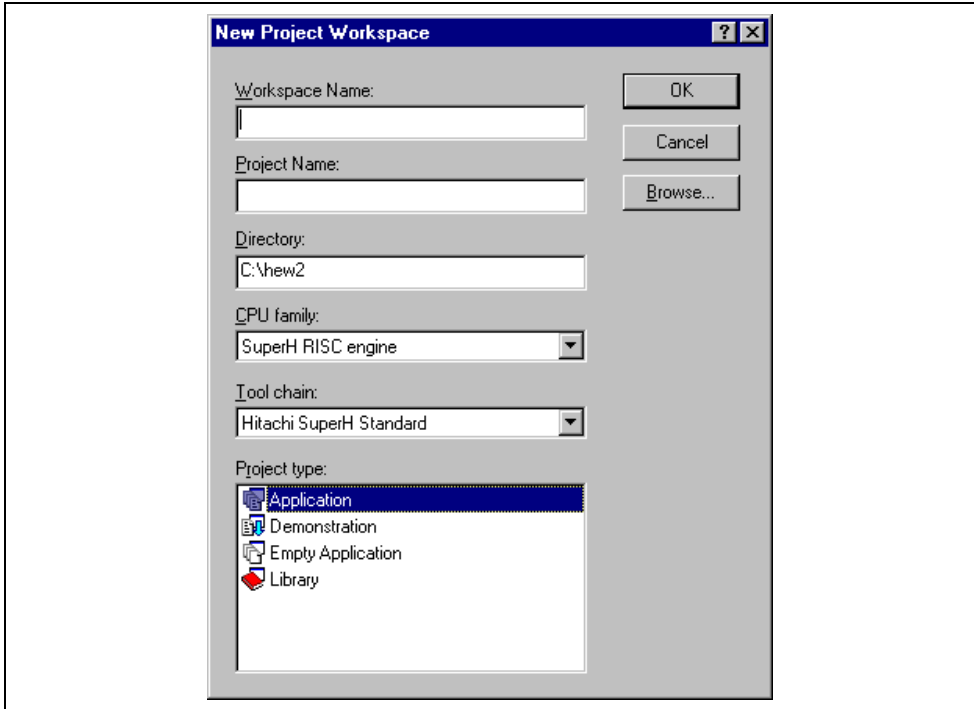 New Project Workspace
Workspace Name:
OK
Cancel
Project Name:
Browse...
Directory:
C:\hew2
CPU family:
SuperH RISC engine
Tool chain:
Hitachi SuperH Standard
Project type:
Application
Demonstration
Empty Application
Library